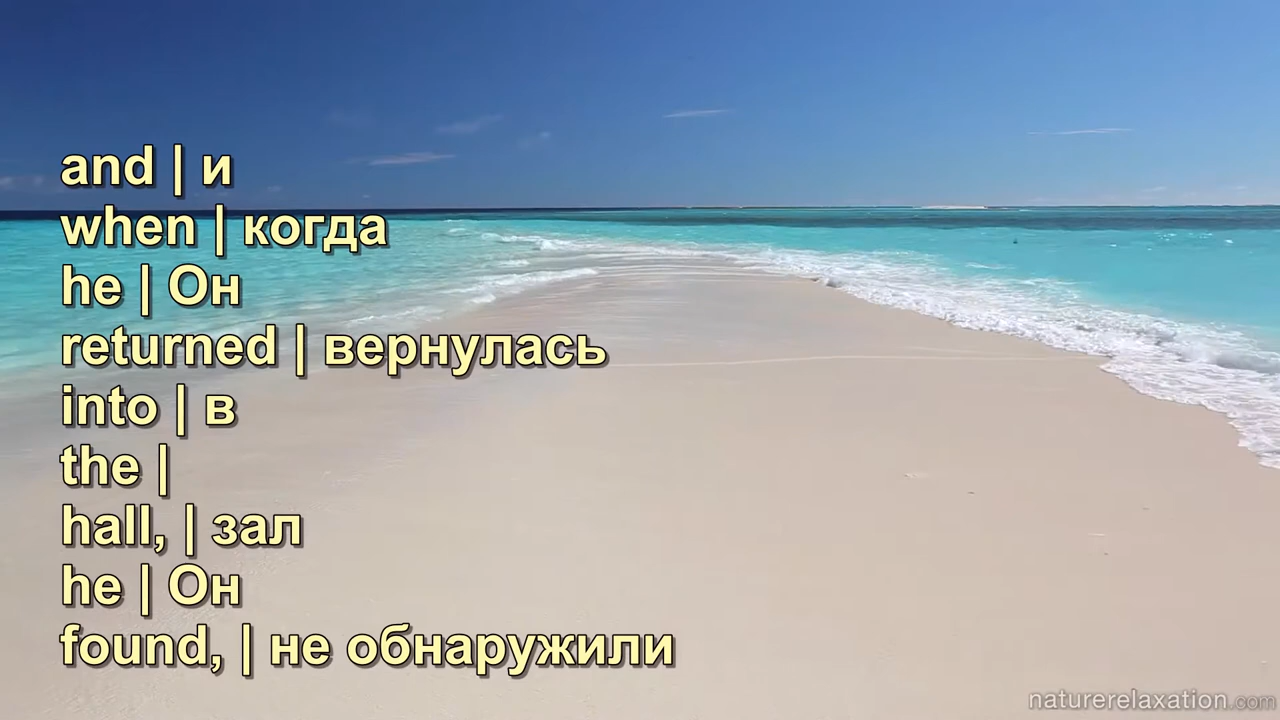 and | и
when | когда
he | Он
returned | вернулась
into | в
the |
hall, | зал
he | Он
found, | не обнаружили
naturerelaxation.com